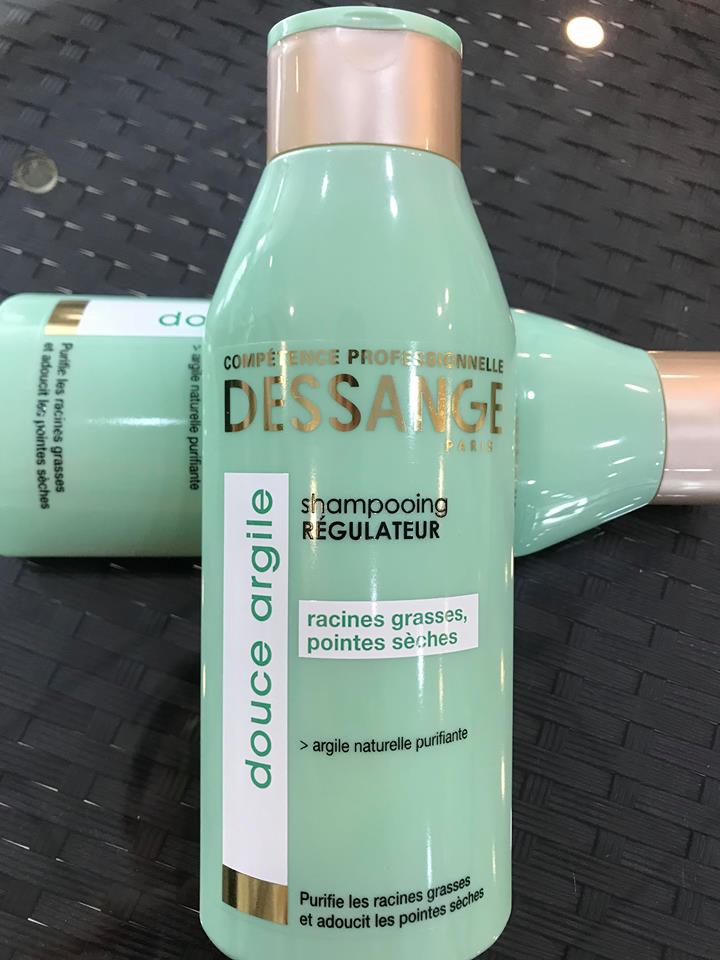 COMPÉTENCE PROFESSIONNELLE
DESSANGE
PARIS
douce argile
shampooing
RÉGULATEUR
racines grasses,
pointes sèches
> argile naturelle purifiante
Purifie les racines grasses
et adoucit les pointes sèches
do
> argile naturelle purifiante
Purifie les racines grasses
et adoucit les pointes sèches